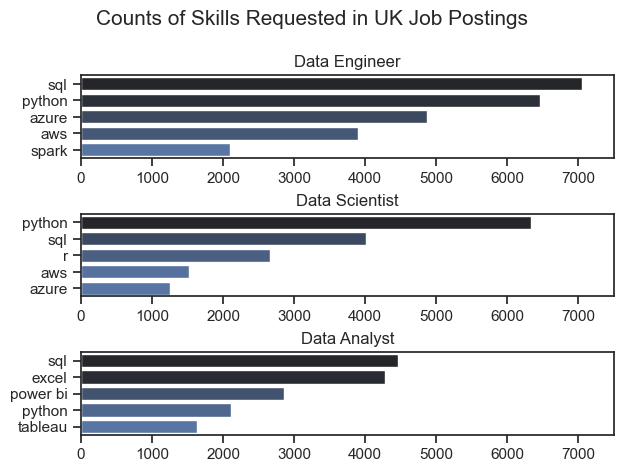 Counts of Skills Requested in UK Job Postings
Data Engineer
sql
python
azure
aws
spark
0 1000 2000 3000 4000 5000 6000 7000
Data Scientist
python
sql
r
aws
azure
0 1000 2000 3000 4000 5000 6000 7000
Data Analyst
sql
excel
power bi
python
tableau
0 1000 2000 3000 4000 5000 6000 7000